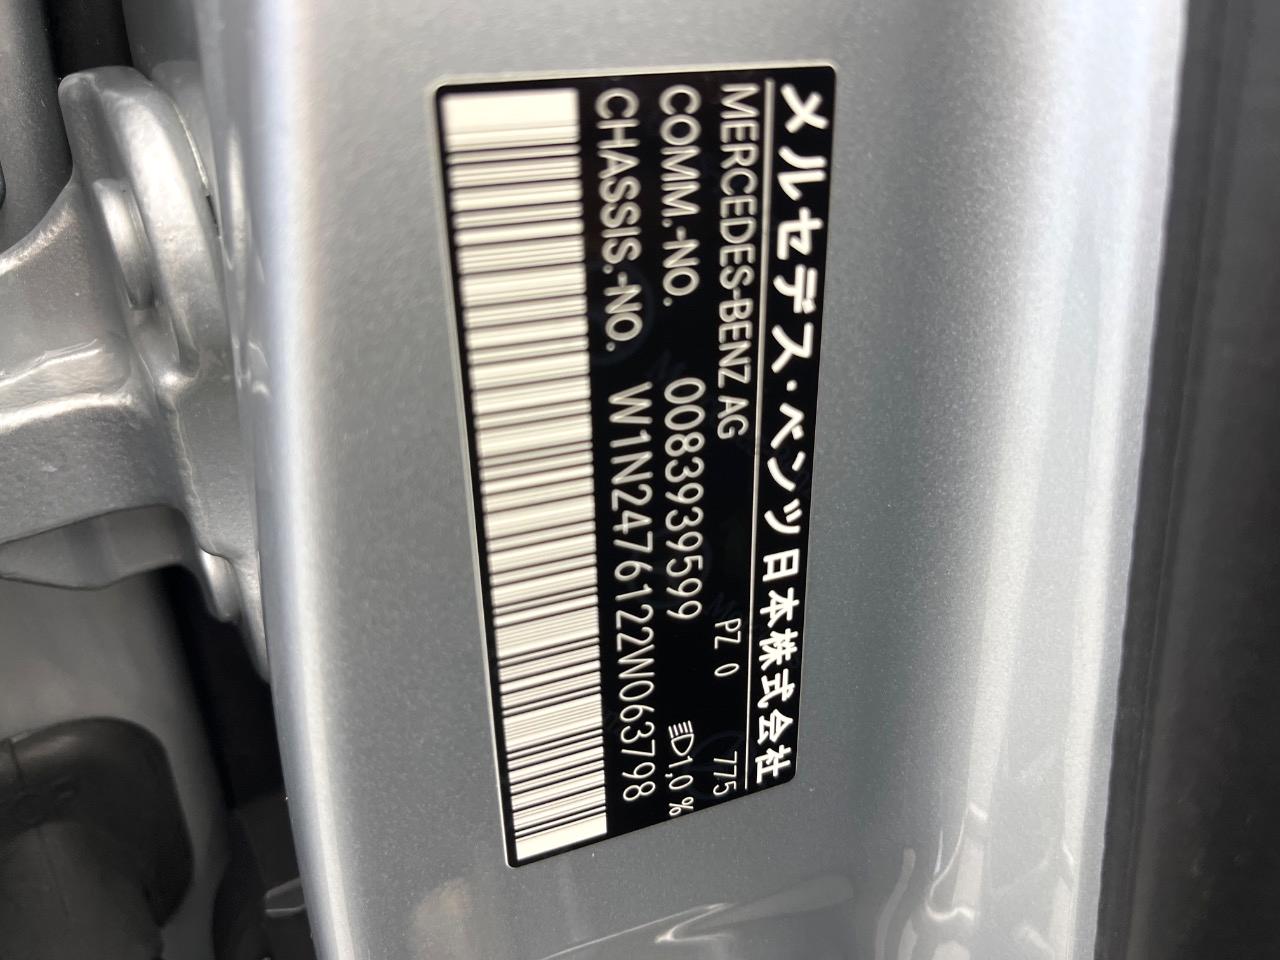 メルセデス・ベンツ日本株式会社
MERCEDES-BENZ AG PZ 0 775
COMM.-NO. 0083939599 1,0 %
CHASSIS.-NO. W1N2476122W063798